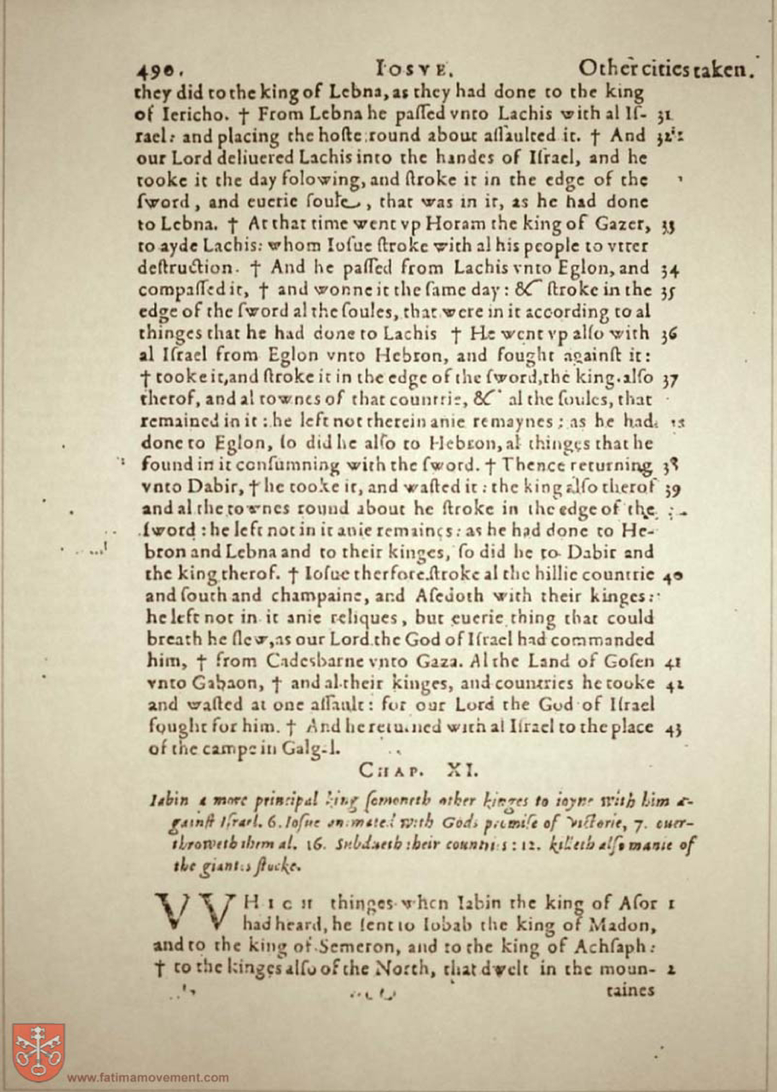 490. IOSVE. Other cities taken.
they did to the king of Lebna, as they had done to the king
of Iericho. † From Lebna he paſſed vnto Lachis with al Iſ- 31
rael: and placing the hoſte round about aſſaulted it. † And 32
our Lord deliuered Lachis into the handes of Iſrael, and he
tooke it the day folowing, and ſtroke it in the edge of the
ſword, and euerie ſoule, that was in it, as he had done
to Lebna. † At that time went vp Horam the king of Gazer, 33
to ayde Lachis: whom Ioſue ſtroke with al his people to vtter
deſtruction. † And he paſſed from Lachis vnto Eglon, and 34
compaſſed it, † and wonne it the ſame day: & ſtroke in the 35
edge of the ſword al the ſoules, that were in it according to al
thinges that he had done to Lachis † He went vp alſo with 36
al Iſrael from Eglon vnto Hebron, and fought againſt it:
† tooke it, and ſtroke it in the edge of the ſword, the king alſo 37
therof, and al townes of that countrie, & al the ſoules, that
remained in it: he left not therein anie remaynes: as he had
done to Eglon, ſo did he alſo to Hebron, al thinges that he
found in it conſumning with the ſword. † Thence returning 38
vnto Dabir, † he tooke it, and waſted it: the king alſo therof 39
and al the townes round about he ſtroke in the edge of the
ſword: he left not in it anie remaines: as he had done to He-
bron and Lebna and to their kinges, ſo did he to Dabir and
the king therof. † Ioſue therfore ſtroke al the hillie countrie 40
and ſouth and champaine, and Aſedoth with their kinges:
he left not in it anie reliques, but euerie thing that could
breath he ſlew, as our Lord the God of Iſrael had commanded
him, † from Cadesbarne vnto Gaza. Al the Land of Goſen 41
vnto Gabaon, † and al their kinges, and countries he tooke 42
and waſted at one aſſault: for our Lord the God of Iſrael
fought for him. † And he returned with al Iſrael to the place 43
of the campe in Galgal.
CHAP. XI.
Iabin a more principal king ſomoneth other kinges to ioyne with him a-
gainſt Iſrael. 6. Ioſue animated with Gods promiſe of victorie, 7. ouer-
throweth them al. 16. Subdueth their countries: 12. killeth alſo manie of
the giantes ſtocke.
VVHICH thinges when Iabin the king of Aſor 1
had heard, he ſent to Iobab the king of Madon,
and to the king of Semeron, and to the king of Achſaph:
† to the kinges alſo of the North, that dwelt in the moun- 2
taines
www.fatimamovement.com